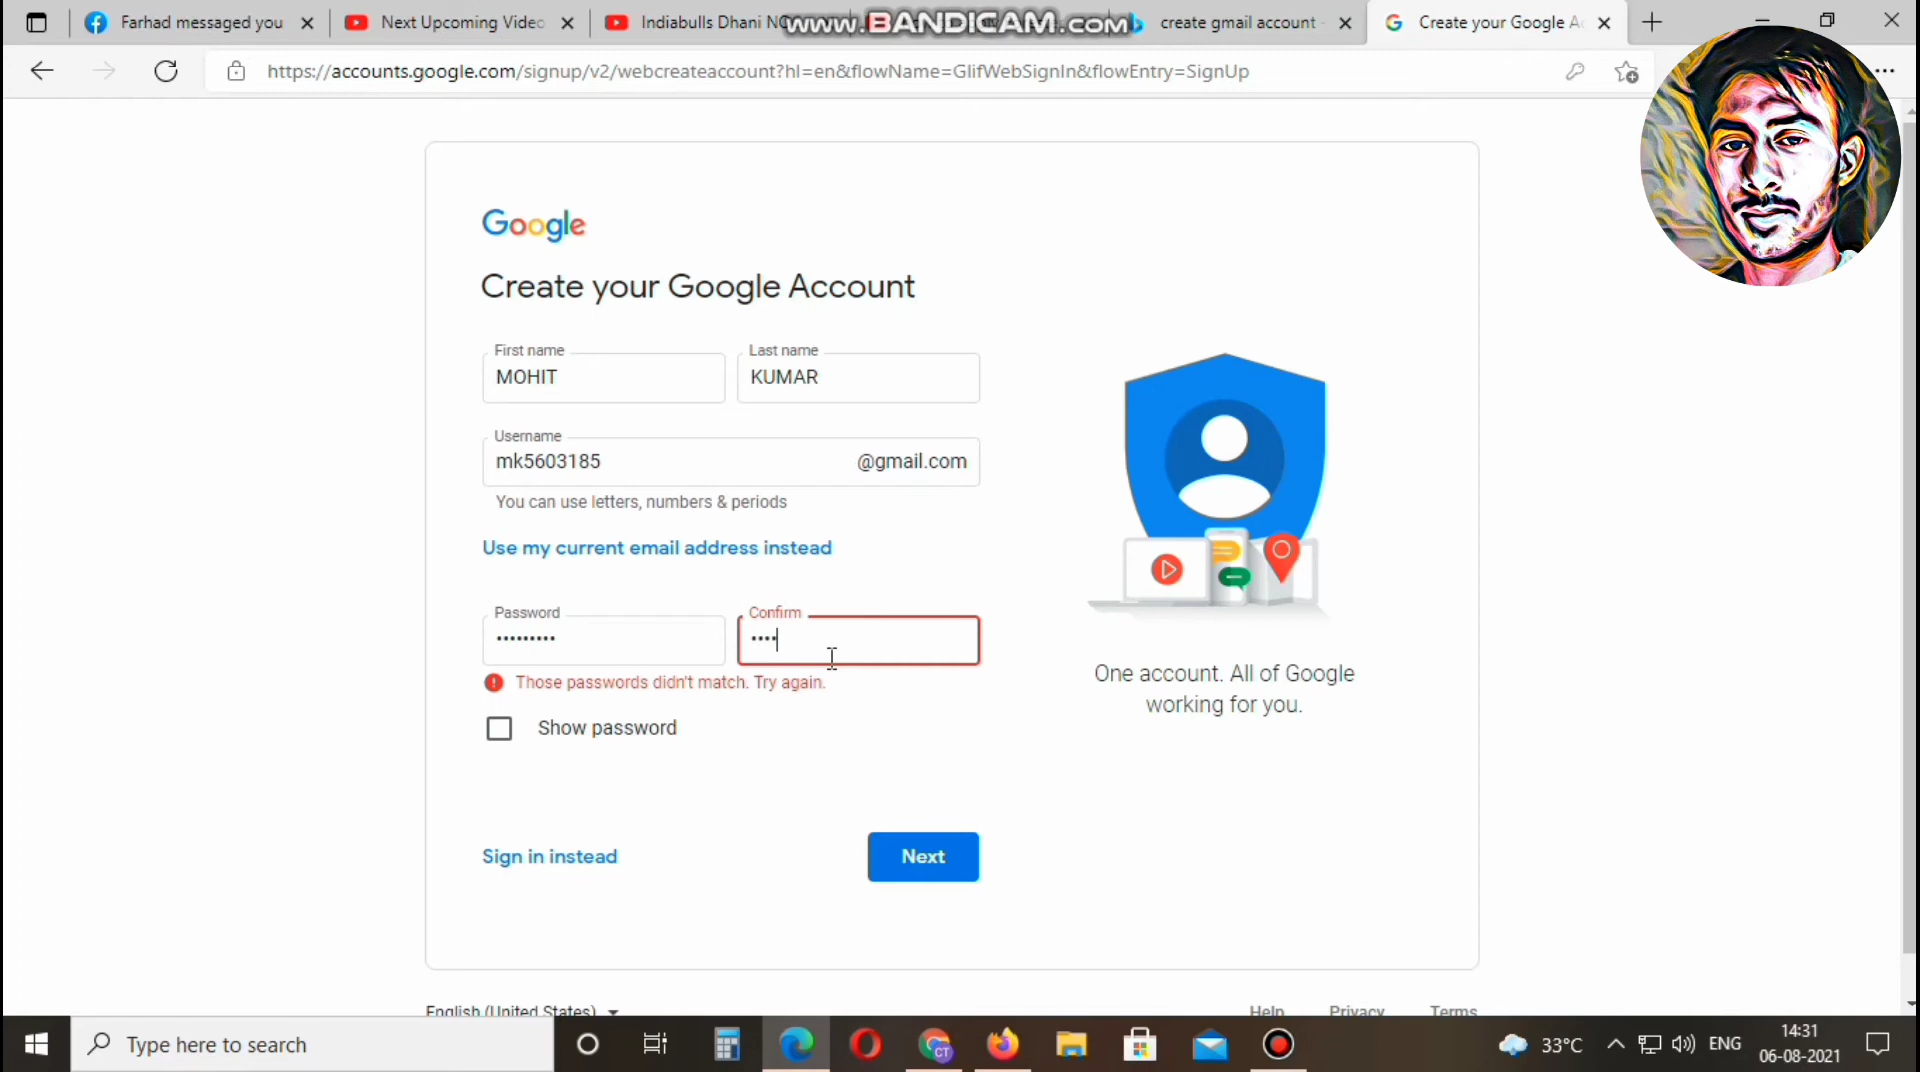 Farhad messaged you
Next Upcoming Video
Indiabulls Dhani
www.BANDICAM.com
create gmail account
Create your Google Ac
https://accounts.google.com/signup/v2/webcreateaccount?hl=en&flowName=GlifWebSignIn&flowEntry=SignUp
Google
Create your Google Account
First name
Last name
MOHIT
KUMAR
Username
mk5603185
@gmail.com
You can use letters, numbers & periods
Use my current email address instead
Password
Confirm
Those passwords didn't match. Try again.
Show password
One account. All of Google
working for you.
Sign in instead
Next
English (United States)
Help
Privacy
Terms
Type here to search
CT
33°C
ENG
14:31
06-08-2021